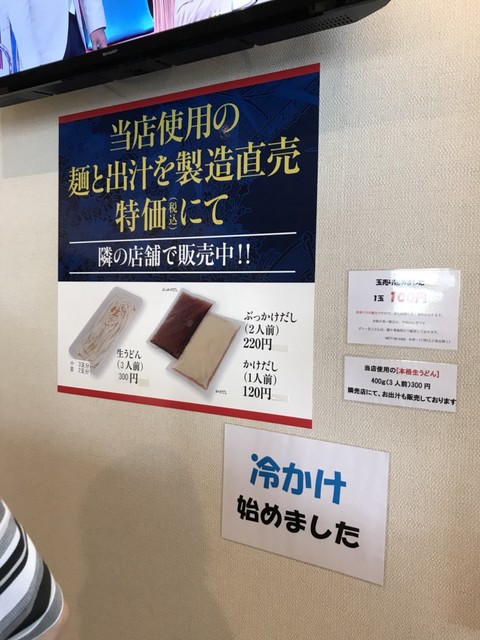 当店使用の
麺と出汁を製造直売
特価(税込)にて
隣の店舗で販売中!!
生うどん
(3人前)
300円
ぶっかけだし
(2人前)
220円
かけだし
(1人前)
120円
1玉 100円
当店使用の【本格生うどん】
400g(3人前)300円
隣売店にて、お出汁も販売しております
冷かけ
始めました